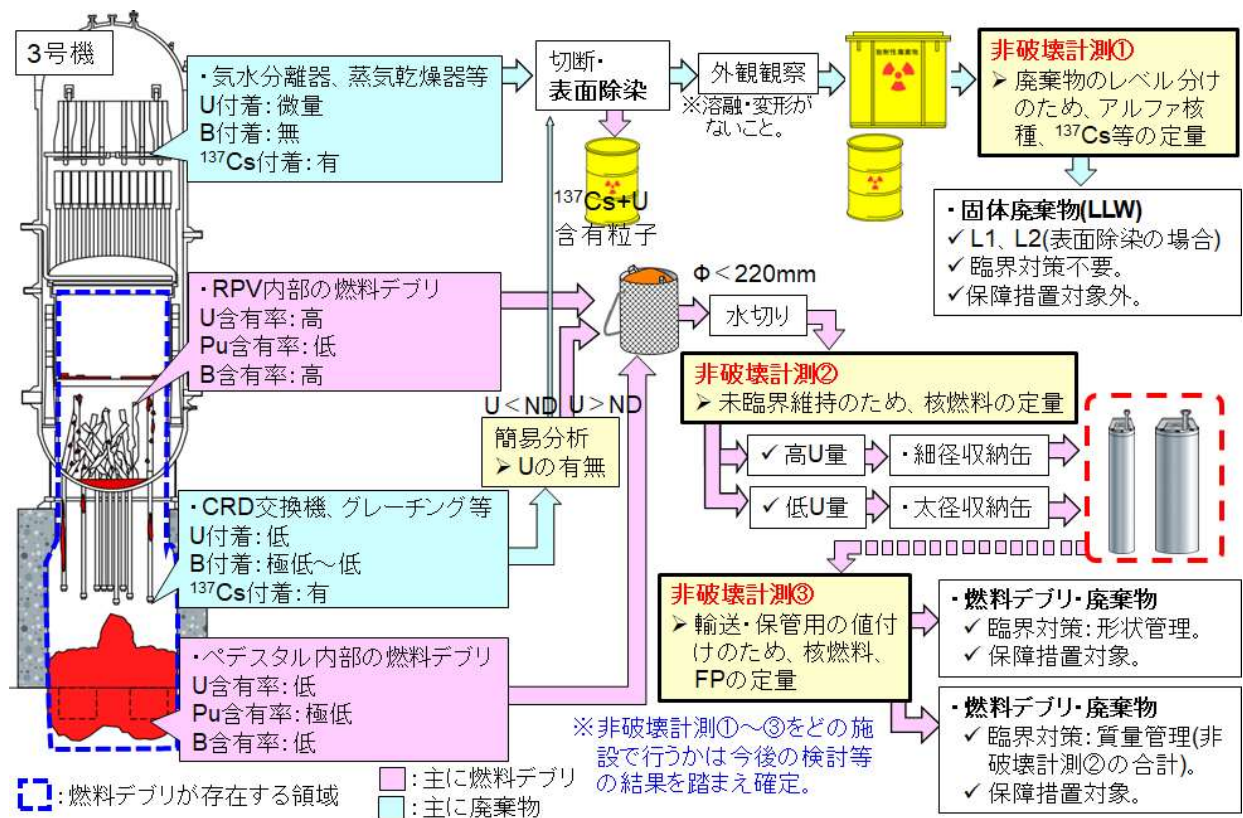 3号機
・気水分離器、蒸気乾燥器等
U付着:微量
B付着:無
¹³⁷Cs付着:有
切断・
表面除染
外観観察
※溶融・変形が
ないこと。
¹³⁷Cs+U
含有粒子
非破壊計測①
➢ 廃棄物のレベル分け
のため、アルファ核
種、¹³⁷Cs等の定量
・固体廃棄物(LLW)
✓ L1、L2(表面除染の場合)
✓ 臨界対策不要。
✓ 保障措置対象外。
・RPV内部の燃料デブリ
U含有率:高
Pu含有率:低
B含有率:高
Φ<220mm
水切り
非破壊計測②
➢ 未臨界維持のため、核燃料の定量
✓ 高U量
・細径収納缶
✓ 低U量
・太径収納缶
U<ND
U>ND
簡易分析
➢ Uの有無
・CRD交換機、グレーチング等
U付着:低
B付着:極低~低
¹³⁷Cs付着:有
非破壊計測③
➢ 輸送・保管用の値付
けのため、核燃料、
FPの定量
・燃料デブリ・廃棄物
✓ 臨界対策:形状管理。
✓ 保障措置対象。
・燃料デブリ・廃棄物
✓ 臨界対策:質量管理(非
破壊計測②の合計)。
✓ 保障措置対象。
・ペデスタル内部の燃料デブリ
U含有率:低
Pu含有率:極低
B含有率:低
※非破壊計測①~③をどの施
設で行うかは今後の検討等
の結果を踏まえ確定。
:燃料デブリが存在する領域
:主に燃料デブリ
:主に廃棄物